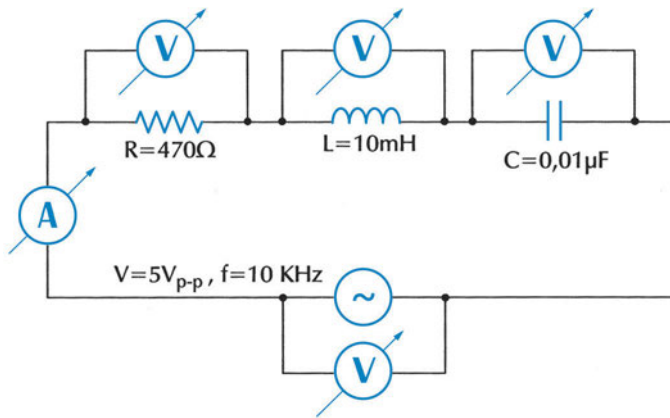 V V V
R=470Ω
L=10mH
C=0,01µF
A
V=5Vp-p , f=10 KHz
~
V